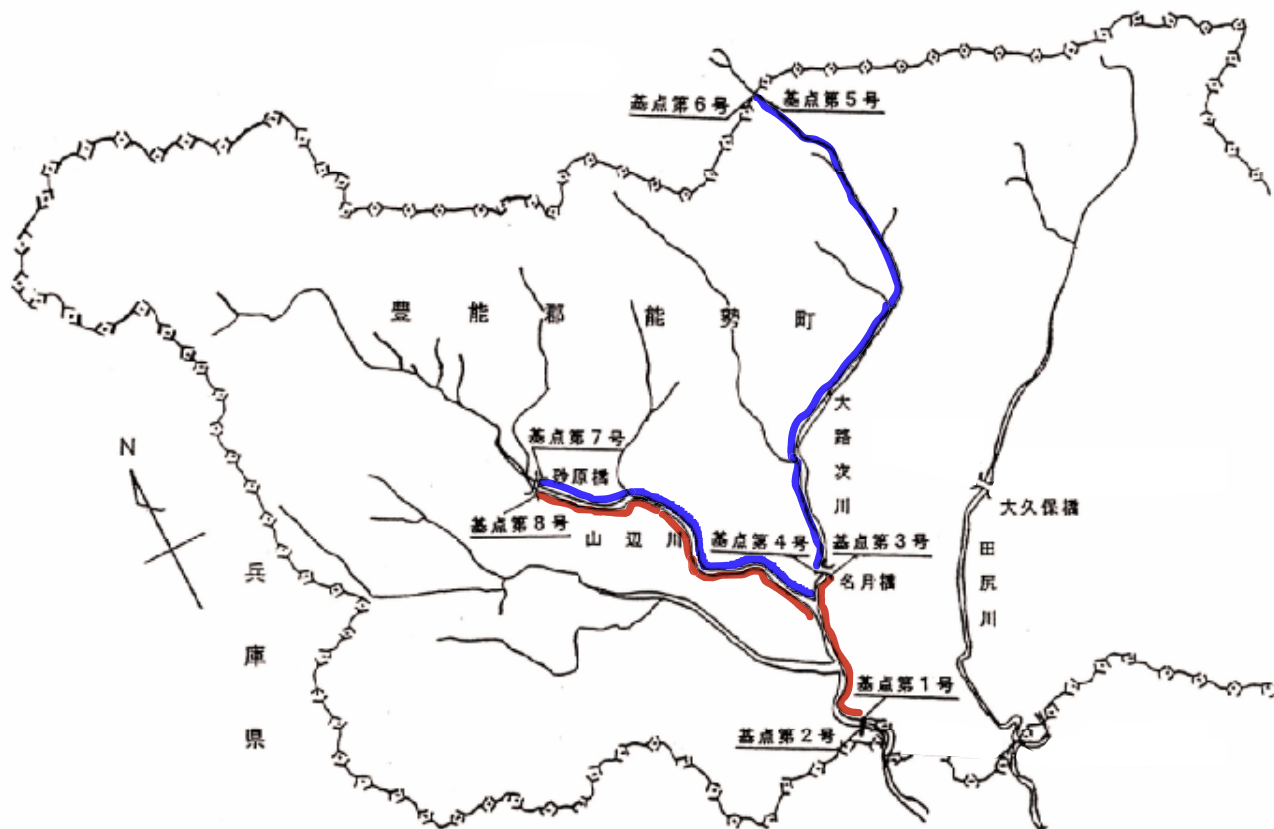 基点第6号
基点第5号
豊能郡能勢町
大路次川
N
基点第7号
砂原橋
大久保橋
基点第8号
山辺川
基点第4号
基点第3号
名月橋
田尻川
兵庫県
基点第1号
基点第2号